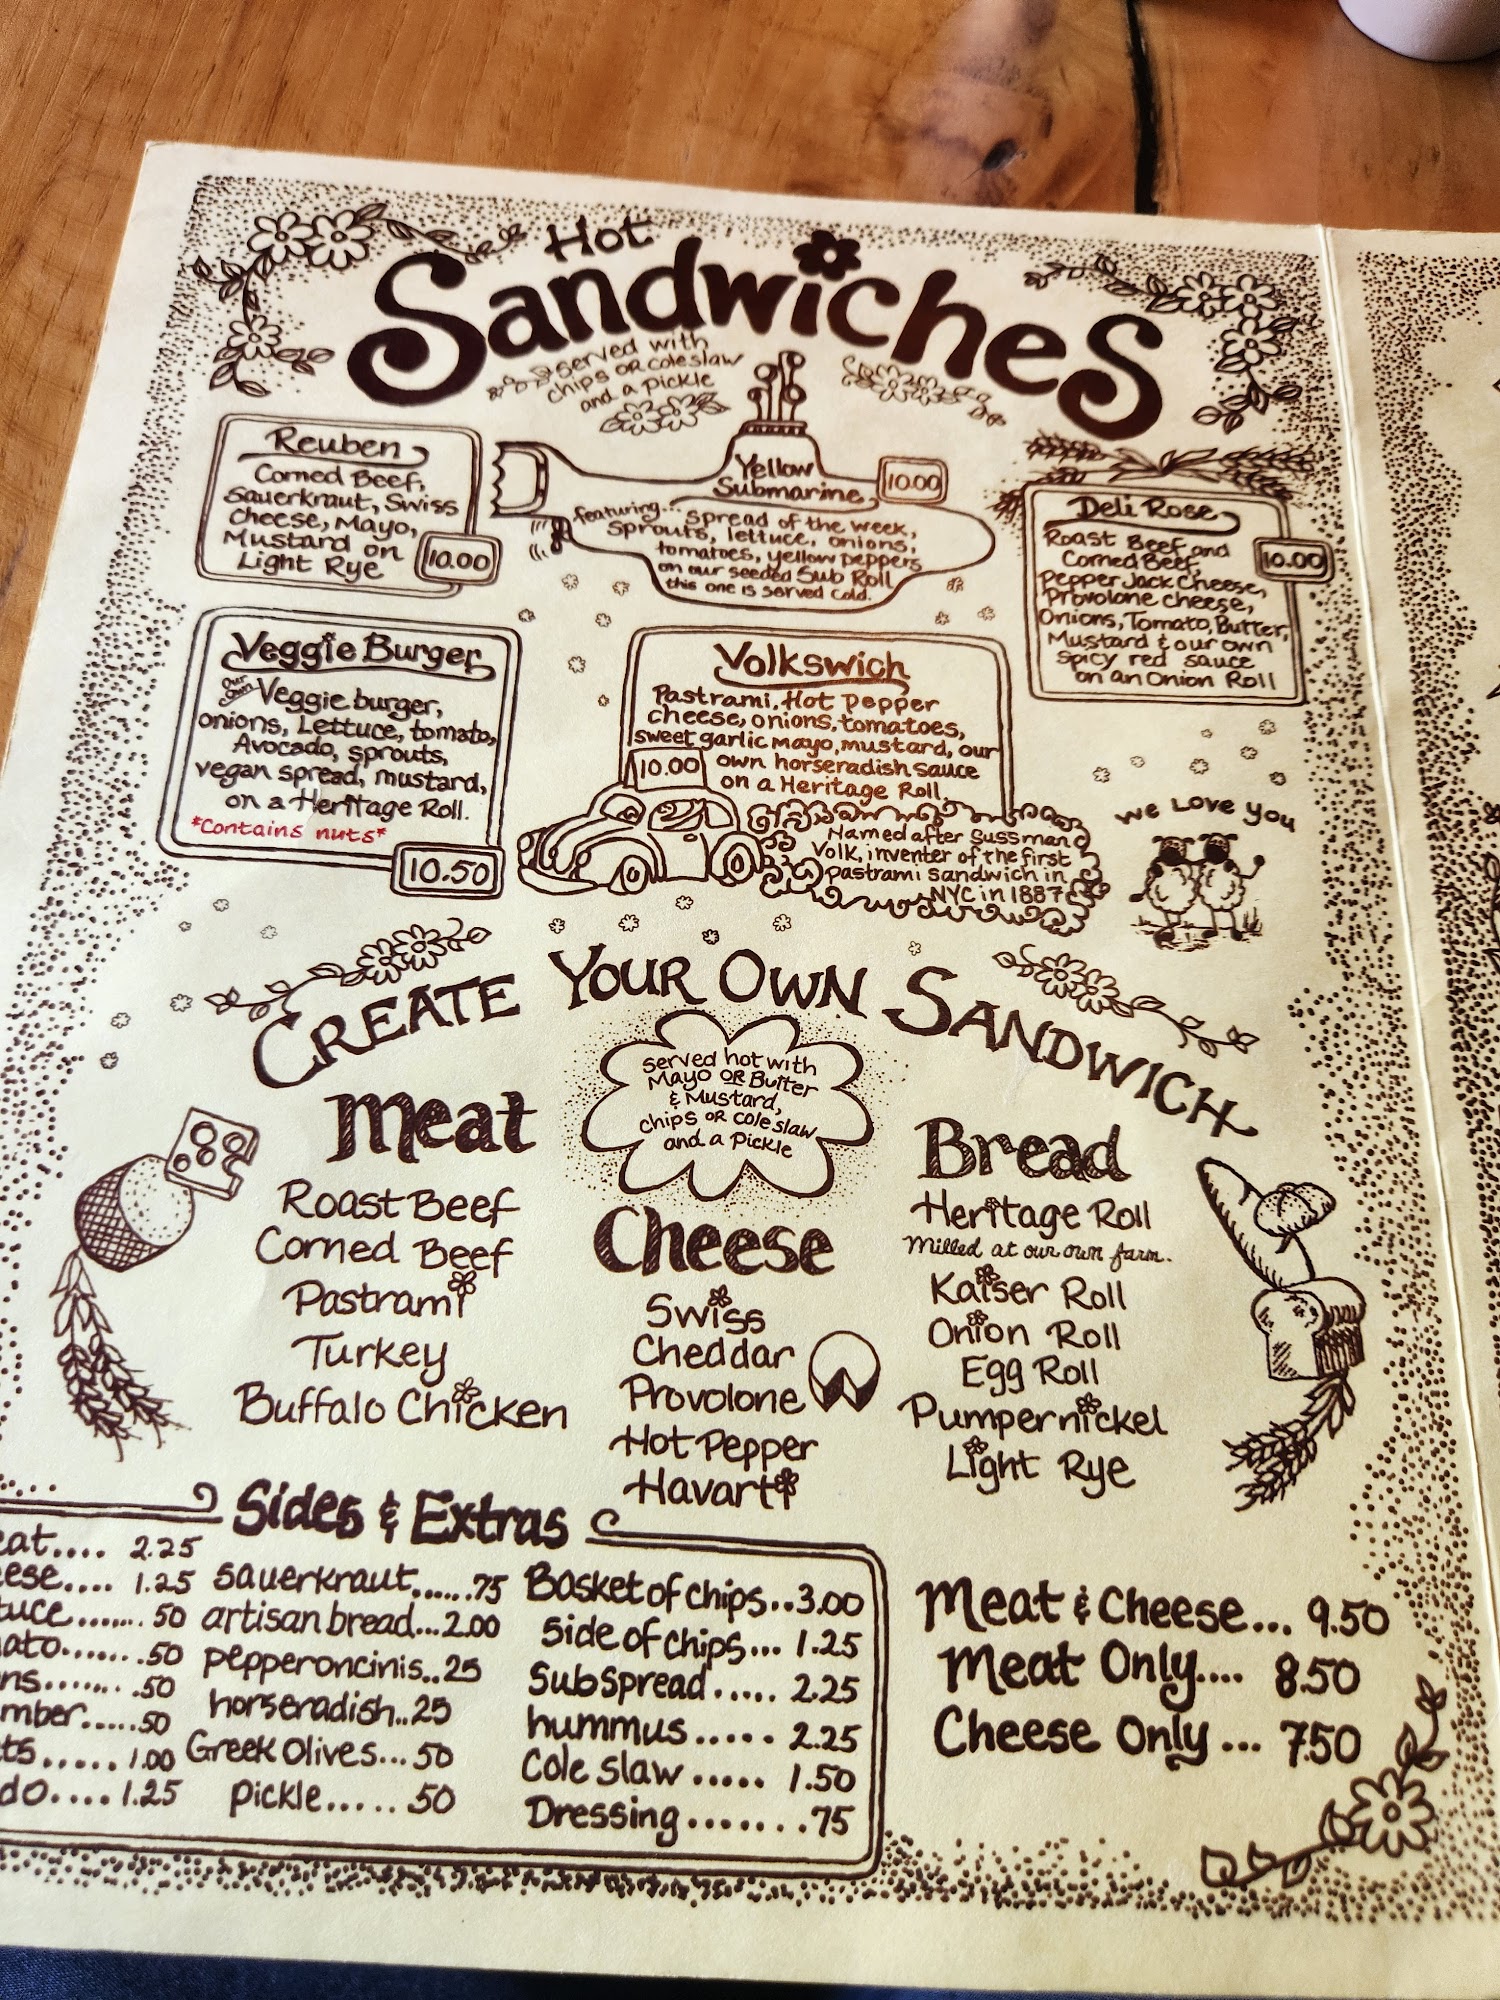 Hot
Sandwiches
served with
chips OR coleslaw
and a pickle
Reuben
Corned Beef,
Sauerkraut, Swiss
Cheese, Mayo,
Mustard on
Light Rye
10.00
Yellow
Submarine
10.00
featuring... spread of the week,
sprouts, lettuce, onions,
tomatoes, yellow peppers
on our seeded Sub Roll
this one is served cold.
Deli Rose
Roast Beef and
Corned Beef,
Pepper Jack Cheese,
Provolone cheese,
Onions, Tomato, Butter,
Mustard & our own
spicy red sauce
on an Onion Roll
10.00
Veggie Burger
Our Own Veggie burger,
onions, Lettuce, tomato,
Avocado, sprouts,
vegan spread, mustard,
on a Heritage Roll.
*Contains nuts*
10.50
Volkswich
Pastrami, Hot Pepper
cheese, onions, tomatoes,
sweet garlic mayo, mustard, our
own horseradish sauce
on a Heritage Roll
10.00
Named after Sussman
Volk, inventer of the first
pastrami sandwich in
NYC in 1887
We Love You
CREATE YOUR OWN SANDWICH
served hot with
Mayo OR Butter
& Mustard,
chips OR coleslaw
and a pickle
Meat
Roast Beef
Corned Beef
Pastrami
Turkey
Buffalo Chicken
Cheese
Swiss
Cheddar
Provolone
Hot Pepper
Havarti
Bread
Heritage Roll
Milled at our own farm.
Kaiser Roll
Onion Roll
Egg Roll
Pumpernickel
Light Rye
Sides & Extras
eat.... 2.25
ese.... 1.25
tuce....... .50
ato....... .50
ns....... .50
mber.....50
ts..... 1.00
do.... 1.25
sauerkraut......75
artisan bread...2.00
pepperoncinis..25
horseradish..25
Greek Olives...50
pickle.....50
Basket of chips..3.00
side of chips... 1.25
sub spread..... 2.25
hummus..... 2.25
Cole slaw..... 1.50
Dressing.......75
Meat & Cheese... 9.50
Meat Only.... 8.50
Cheese Only... 7.50